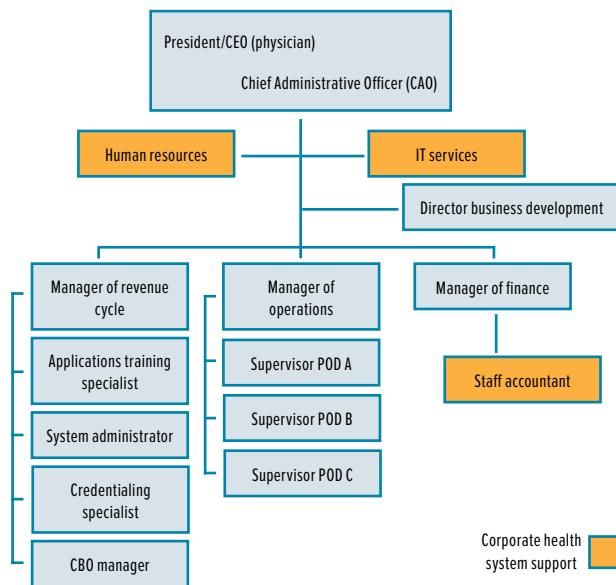 President/CEO (physician)
Chief Administrative Officer (CAO)
Human resources
IT services
Director business development
Manager of revenue
cycle
Manager of
operations
Manager of finance
Applications training
specialist
Supervisor POD A
Staff accountant
System administrator
Supervisor POD B
Credentialing
specialist
Supervisor POD C
CBO manager
Corporate health
system support